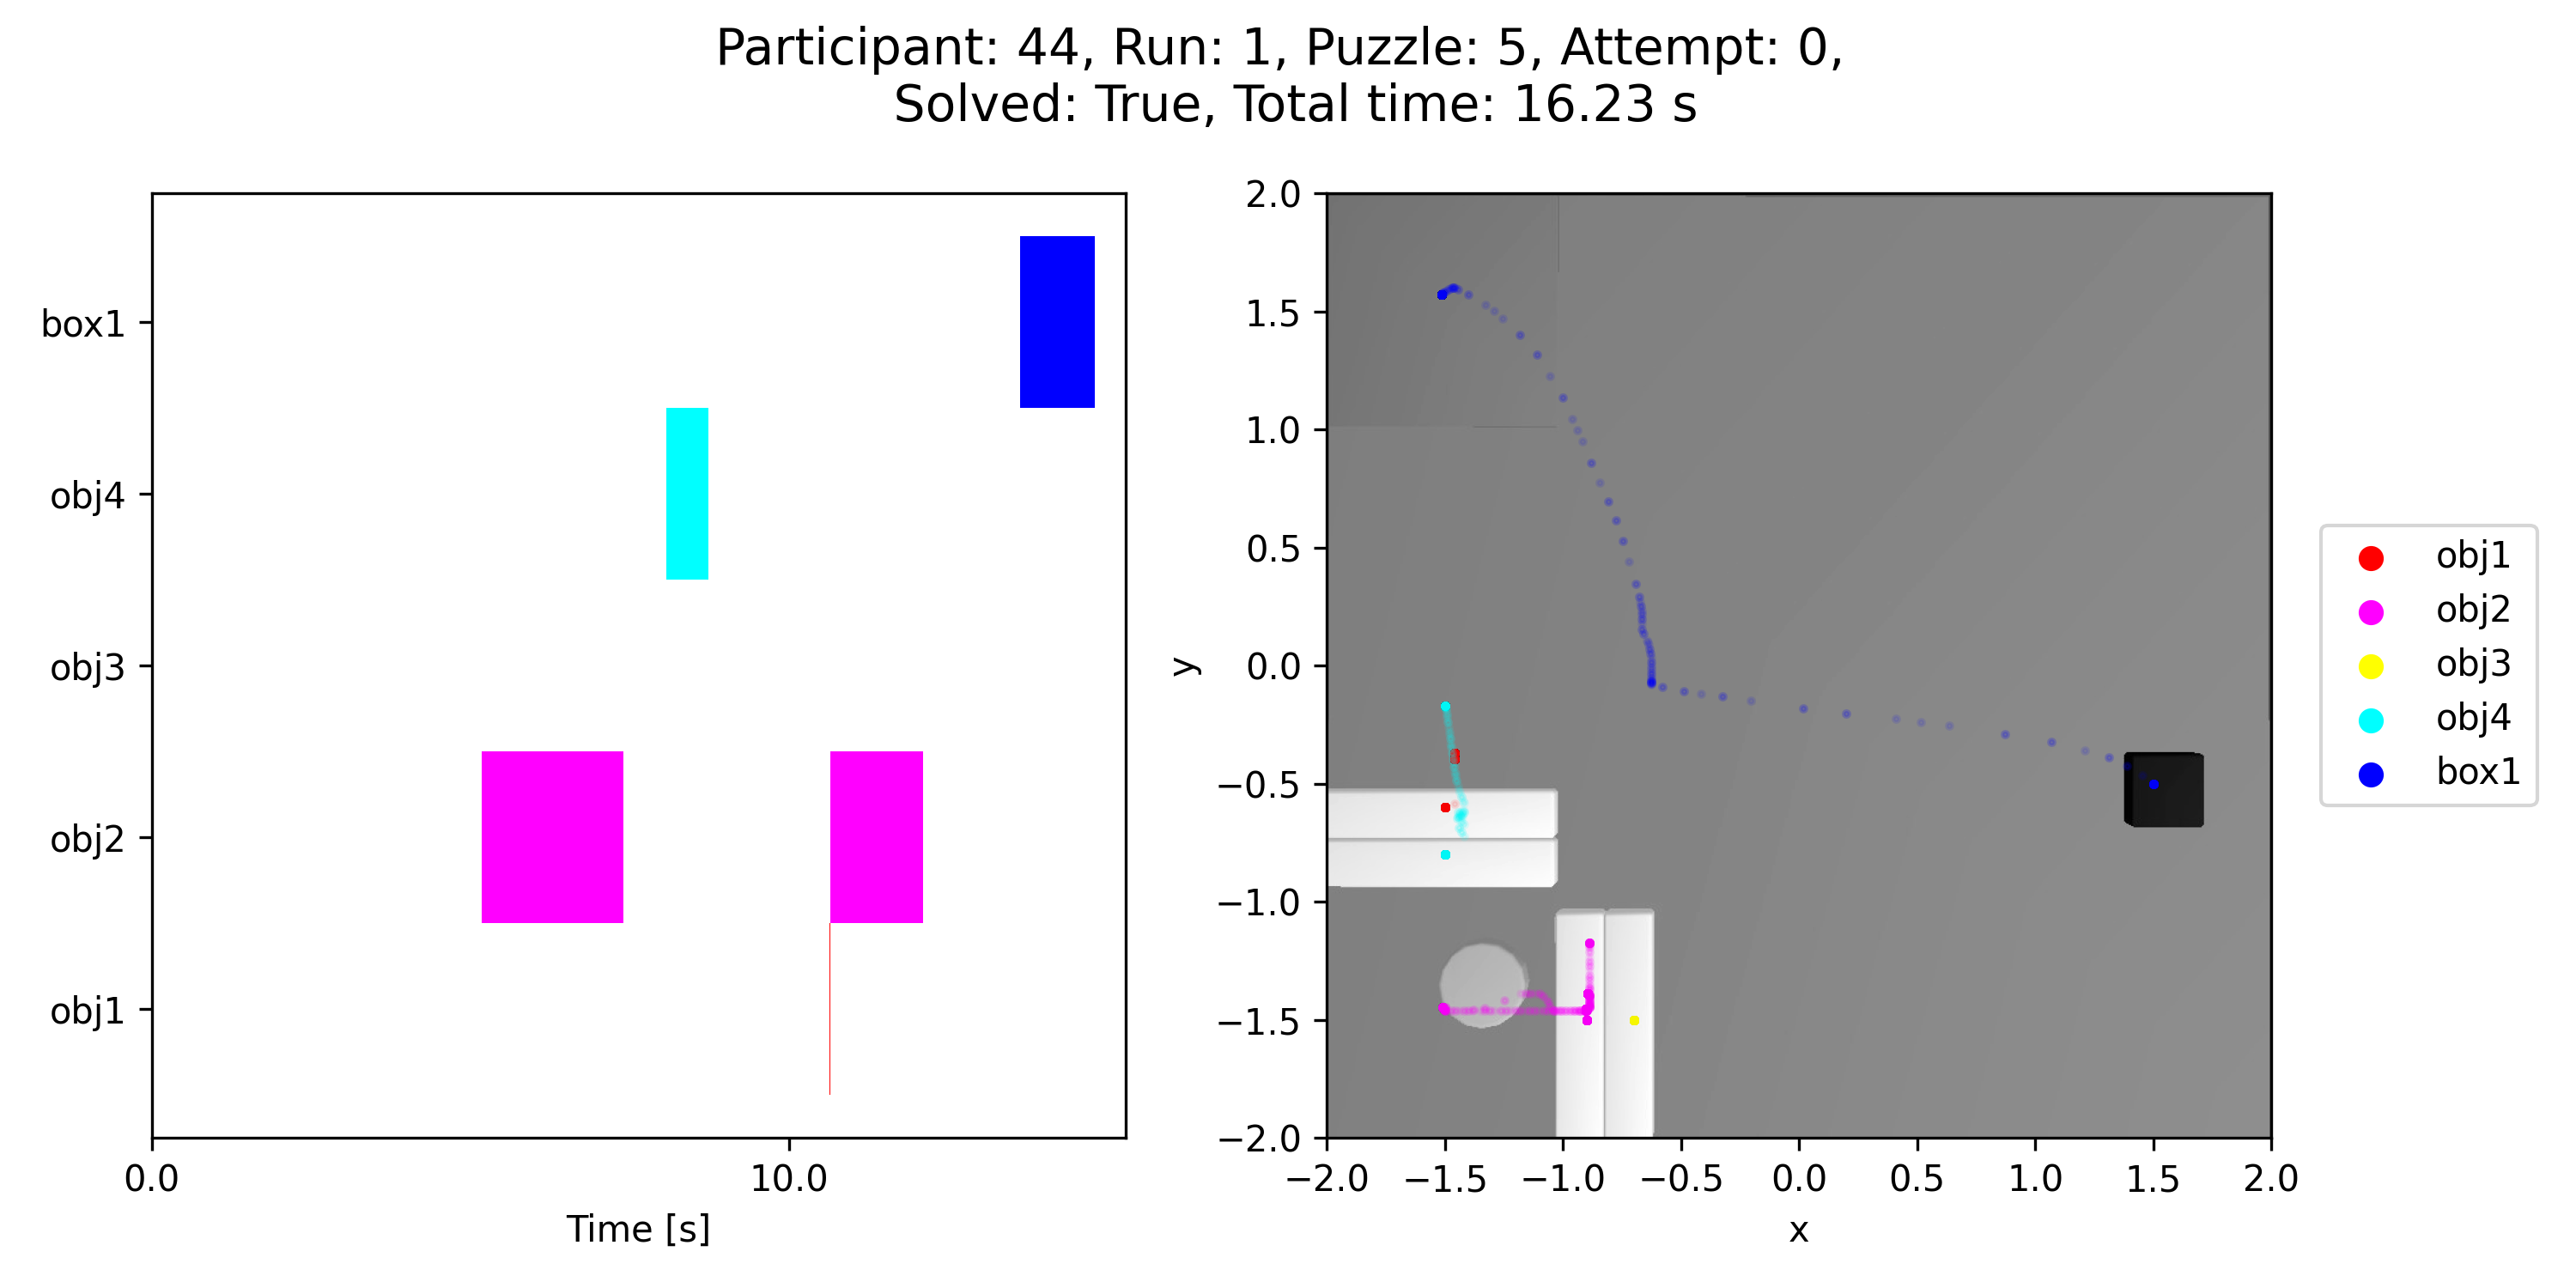 Participant: 44, Run: 1, Puzzle: 5, Attempt: 0,
Solved: True, Total time: 16.23 s
box1
obj4
obj3
obj2
obj1
0.0
10.0
Time [s]
2.0
1.5
1.0
0.5
0.0
−0.5
−1.0
−1.5
−2.0
y
−2.0
−1.5
−1.0
−0.5
0.0
0.5
1.0
1.5
2.0
x
obj1
obj2
obj3
obj4
box1